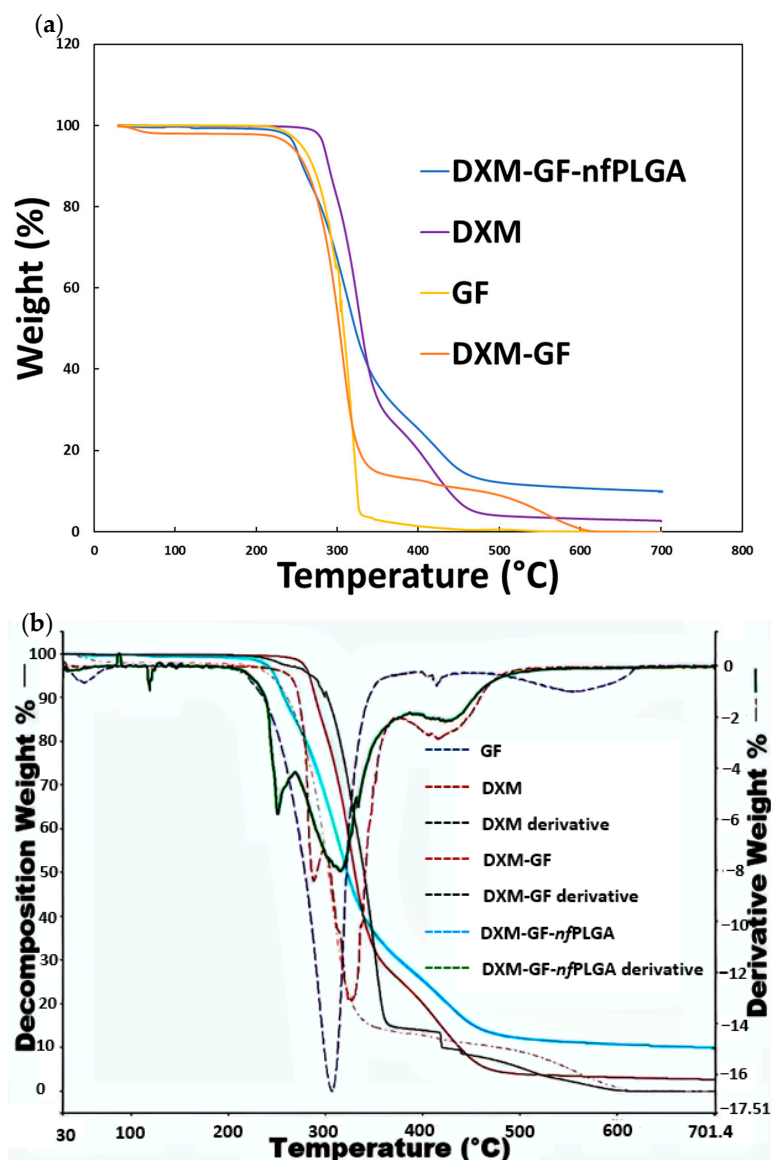 (a)
120
100
80
60
40
20
0
Weight (%)
DXM-GF-nfPLGA
DXM
GF
DXM-GF
0 100 200 300 400 500 600 700 800
Temperature (°C)
(b)
100
90
80
70
60
50
40
30
20
10
0
Decomposition Weight % —
GF
DXM
DXM derivative
DXM-GF
DXM-GF derivative
DXM-GF-nfPLGA
DXM-GF-nfPLGA derivative
0
−2
−4
−6
−8
−10
−12
−14
−16
−17.51
Derivative Weight %
30 100 200 300 400 500 600 701.4
Temperature (°C)